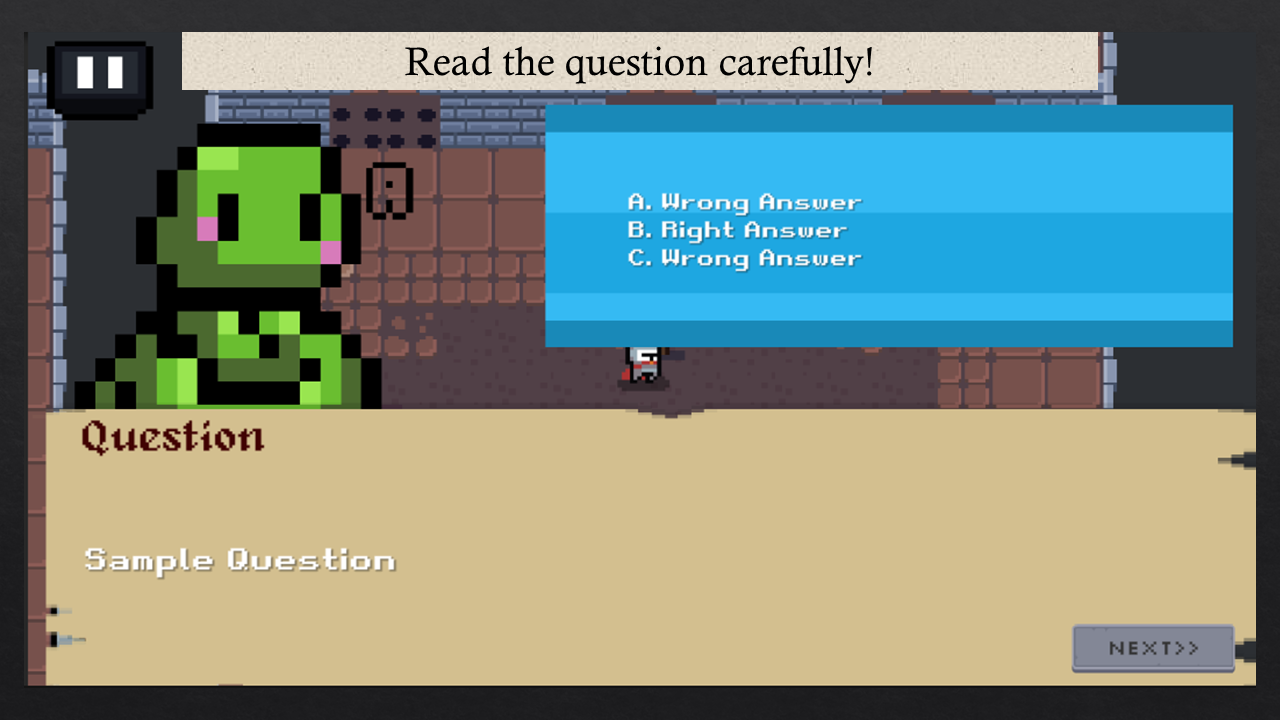 Read the question carefully!
A. Wrong Answer
B. Right Answer
C. Wrong Answer
Question
Sample Question
NEXT>>